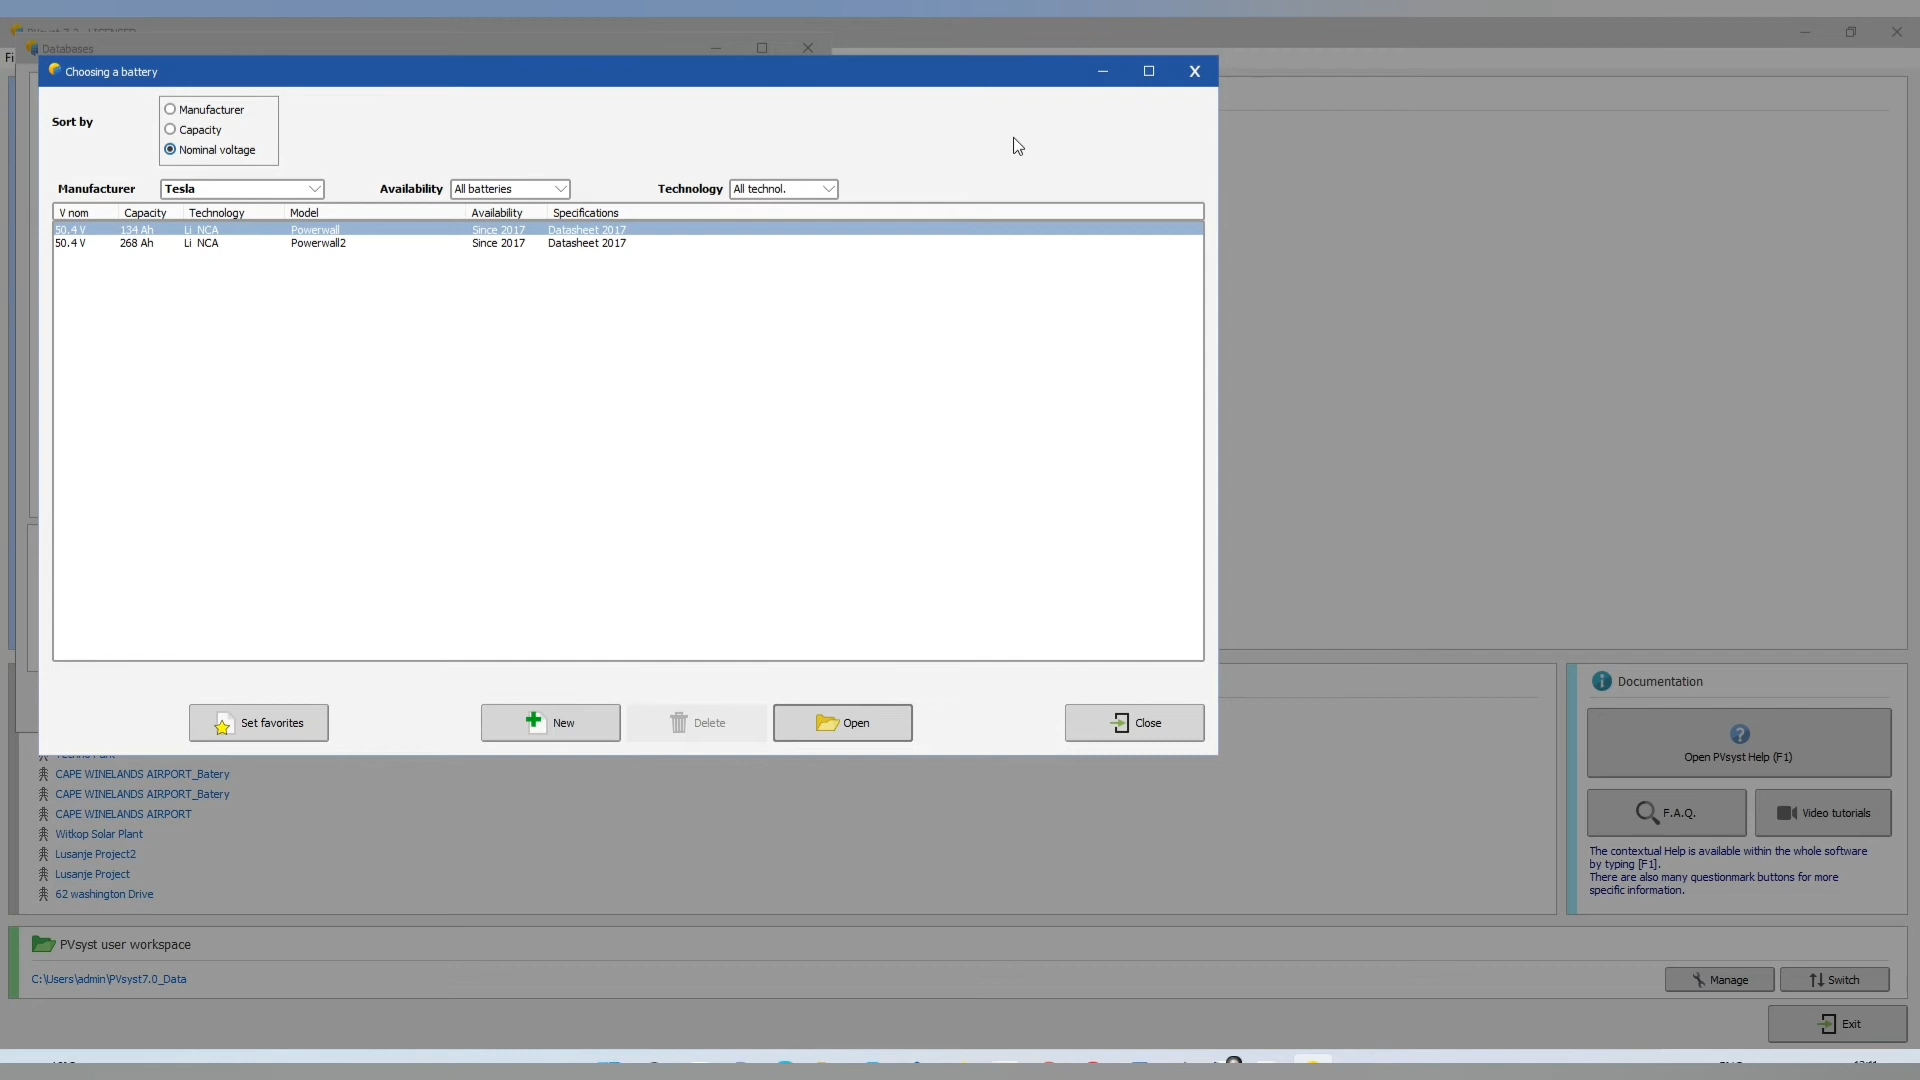 Databases
Fi
Choosing a battery
Sort by
Manufacturer
Capacity
Nominal voltage
Manufacturer Tesla Availability All batteries Technology All technol.
V nom Capacity Technology Model Availability Specifications
50.4 V 134 Ah Li NCA Powerwall Since 2017 Datasheet 2017
50.4 V 268 Ah Li NCA Powerwall2 Since 2017 Datasheet 2017
Set favorites New Delete Open Close
CAPE WINELANDS AIRPORT_Batery
CAPE WINELANDS AIRPORT_Batery
CAPE WINELANDS AIRPORT
Witkop Solar Plant
Lusanje Project2
Lusanje Project
62 washington Drive
Documentation
Open PVsyst Help (F1)
F.A.Q. Video tutorials
The contextual Help is available within the whole software
by typing [F1].
There are also many questionmark buttons for more
specific information.
PVsyst user workspace
C:\Users\admin\PVsyst7.0_Data
Manage Switch
Exit